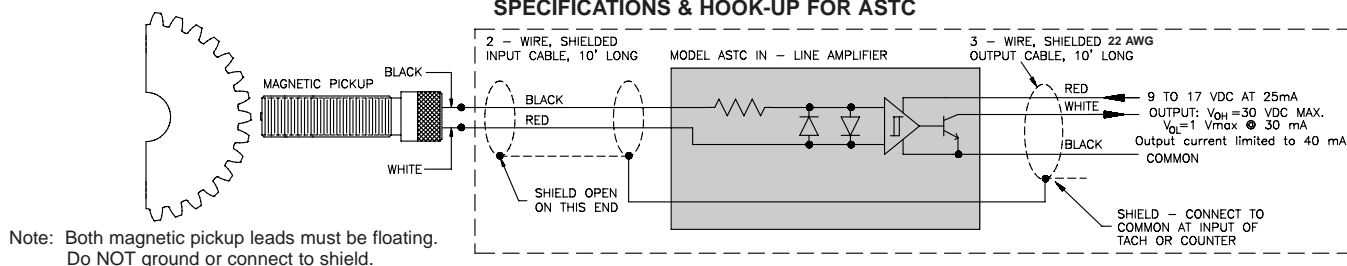 SPECIFICATIONS & HOOK-UP FOR ASTC
2 – WIRE, SHIELDED
INPUT CABLE, 10' LONG
MODEL ASTC IN – LINE AMPLIFIER
3 – WIRE, SHIELDED 22 AWG
OUTPUT CABLE, 10' LONG
MAGNETIC PICKUP
BLACK
BLACK
RED
WHITE
RED
WHITE
BLACK
9 TO 17 VDC AT 25mA
OUTPUT: VOH=30 VDC MAX.
VOL=1 Vmax @ 30 mA
Output current limited to 40 mA
COMMON
SHIELD OPEN
ON THIS END
SHIELD – CONNECT TO
COMMON AT INPUT OF
TACH OR COUNTER
Note: Both magnetic pickup leads must be floating.
Do NOT ground or connect to shield.